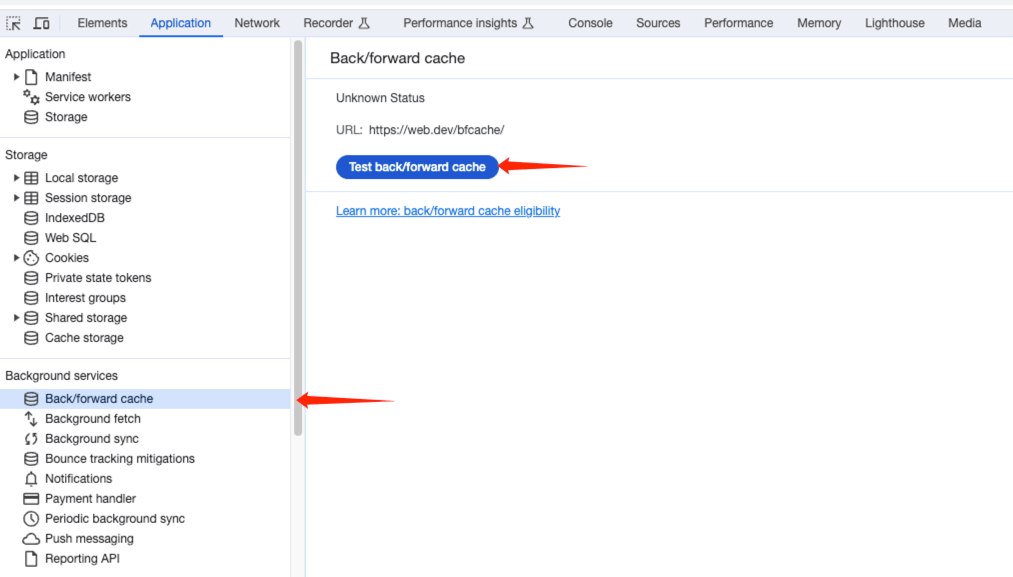 Elements Application Network Recorder Performance insights Console Sources Performance Memory Lighthouse Media
Application
Manifest
Service workers
Storage
Storage
Local storage
Session storage
IndexedDB
Web SQL
Cookies
Private state tokens
Interest groups
Shared storage
Cache storage
Background services
Back/forward cache
Background fetch
Background sync
Bounce tracking mitigations
Notifications
Payment handler
Periodic background sync
Push messaging
Reporting API
Back/forward cache
Unknown Status
URL: https://web.dev/bfcache/
Test back/forward cache
Learn more: back/forward cache eligibility